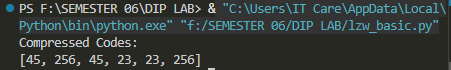 PS F:\SEMESTER 06\DIP LAB> & "C:\Users\IT Care\AppData\Local\
Python\bin\python.exe" "f:/SEMESTER 06/DIP LAB/lzw_basic.py"
Compressed Codes:
[45, 256, 45, 23, 23, 256]